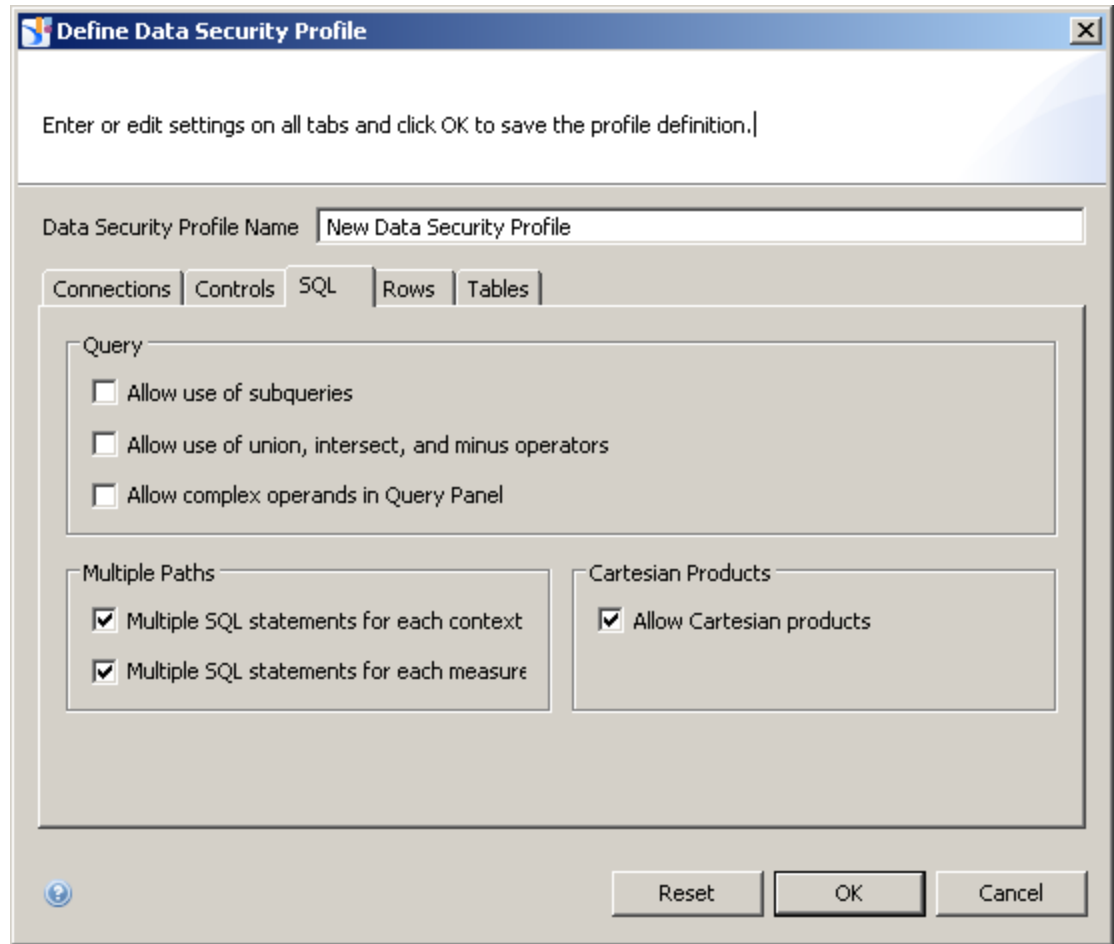 Define Data Security Profile
Enter or edit settings on all tabs and click OK to save the profile definition.
Data Security Profile Name New Data Security Profile
Connections Controls SQL Rows Tables
Query
Allow use of subqueries
Allow use of union, intersect, and minus operators
Allow complex operands in Query Panel
Multiple Paths Cartesian Products
Multiple SQL statements for each context Allow Cartesian products
Multiple SQL statements for each measure
Reset OK Cancel